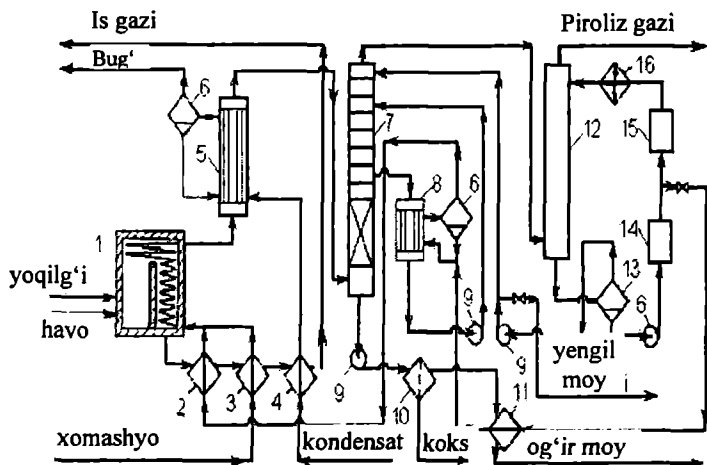 Is gazi
Piroliz gazi
Bug‘
6
16
5
7
12
15
8
6
1
14
yoqilg‘i
13
9
6
havo
9
yengil
moy
i
9
2
3
4
10
11
xomashyo
kondensat
koks
og‘ir moy